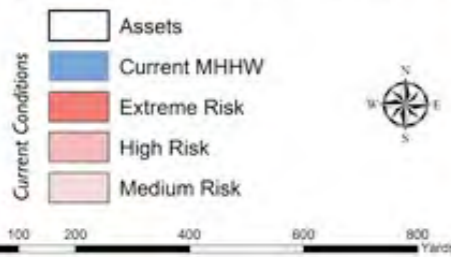 Current Conditions
Assets
Current MHHW
Extreme Risk
High Risk
Medium Risk
N
W E
S
100 200 400 600 800
Yards